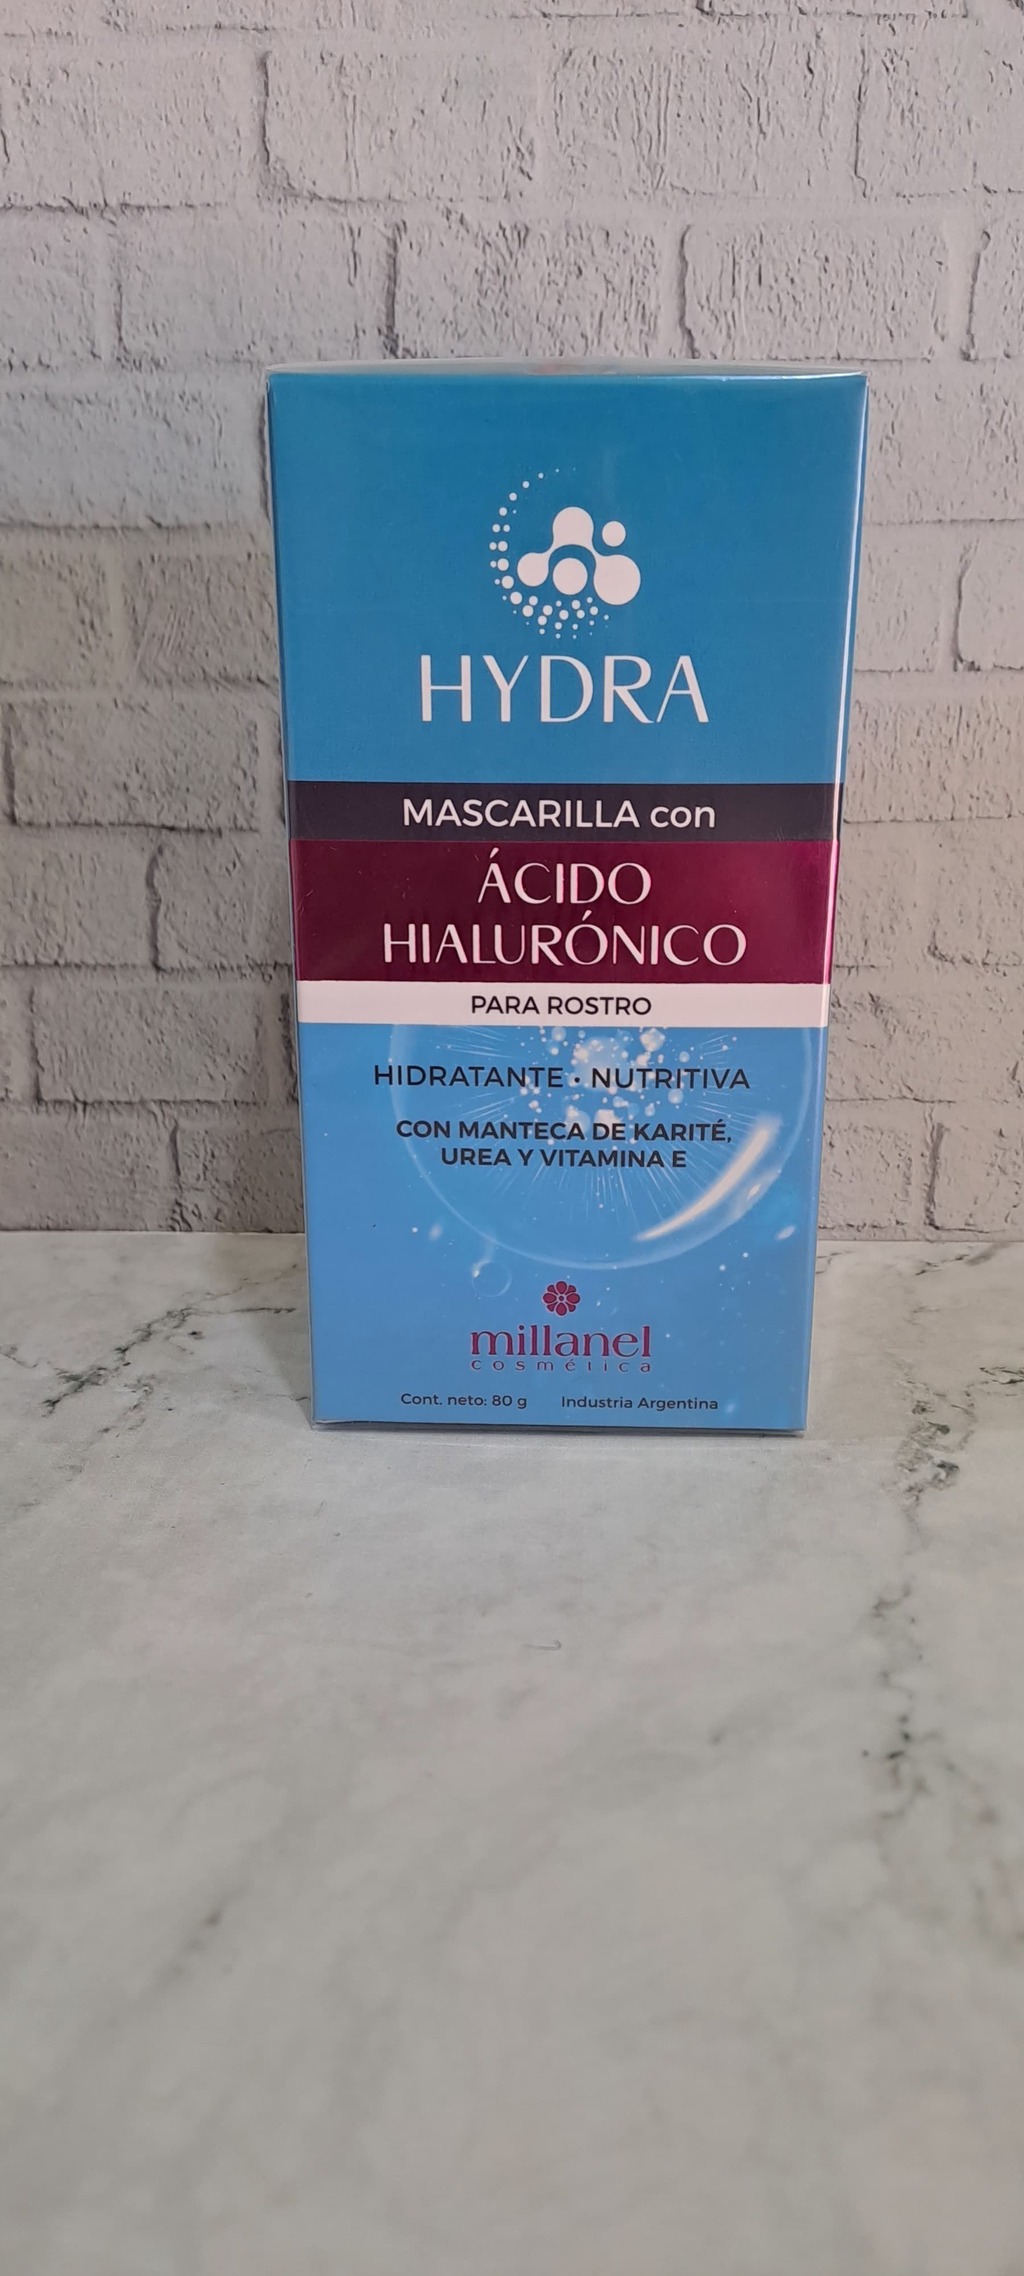 HYDRA
MASCARILLA con
ÁCIDO
HIALURÓNICO
PARA ROSTRO
HIDRATANTE · NUTRITIVA
CON MANTECA DE KARITÉ,
UREA Y VITAMINA E
millanel
cosmética
Cont. neto: 80 g Industria Argentina